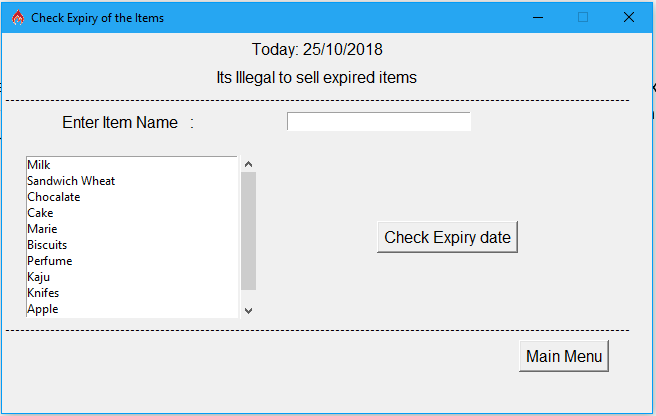 Check Expiry of the Items
Today: 25/10/2018
Its Illegal to sell expired items
Enter Item Name :
Milk
Sandwich Wheat
Chocalate
Cake
Marie
Biscuits
Perfume
Kaju
Knifes
Apple
Check Expiry date
Main Menu